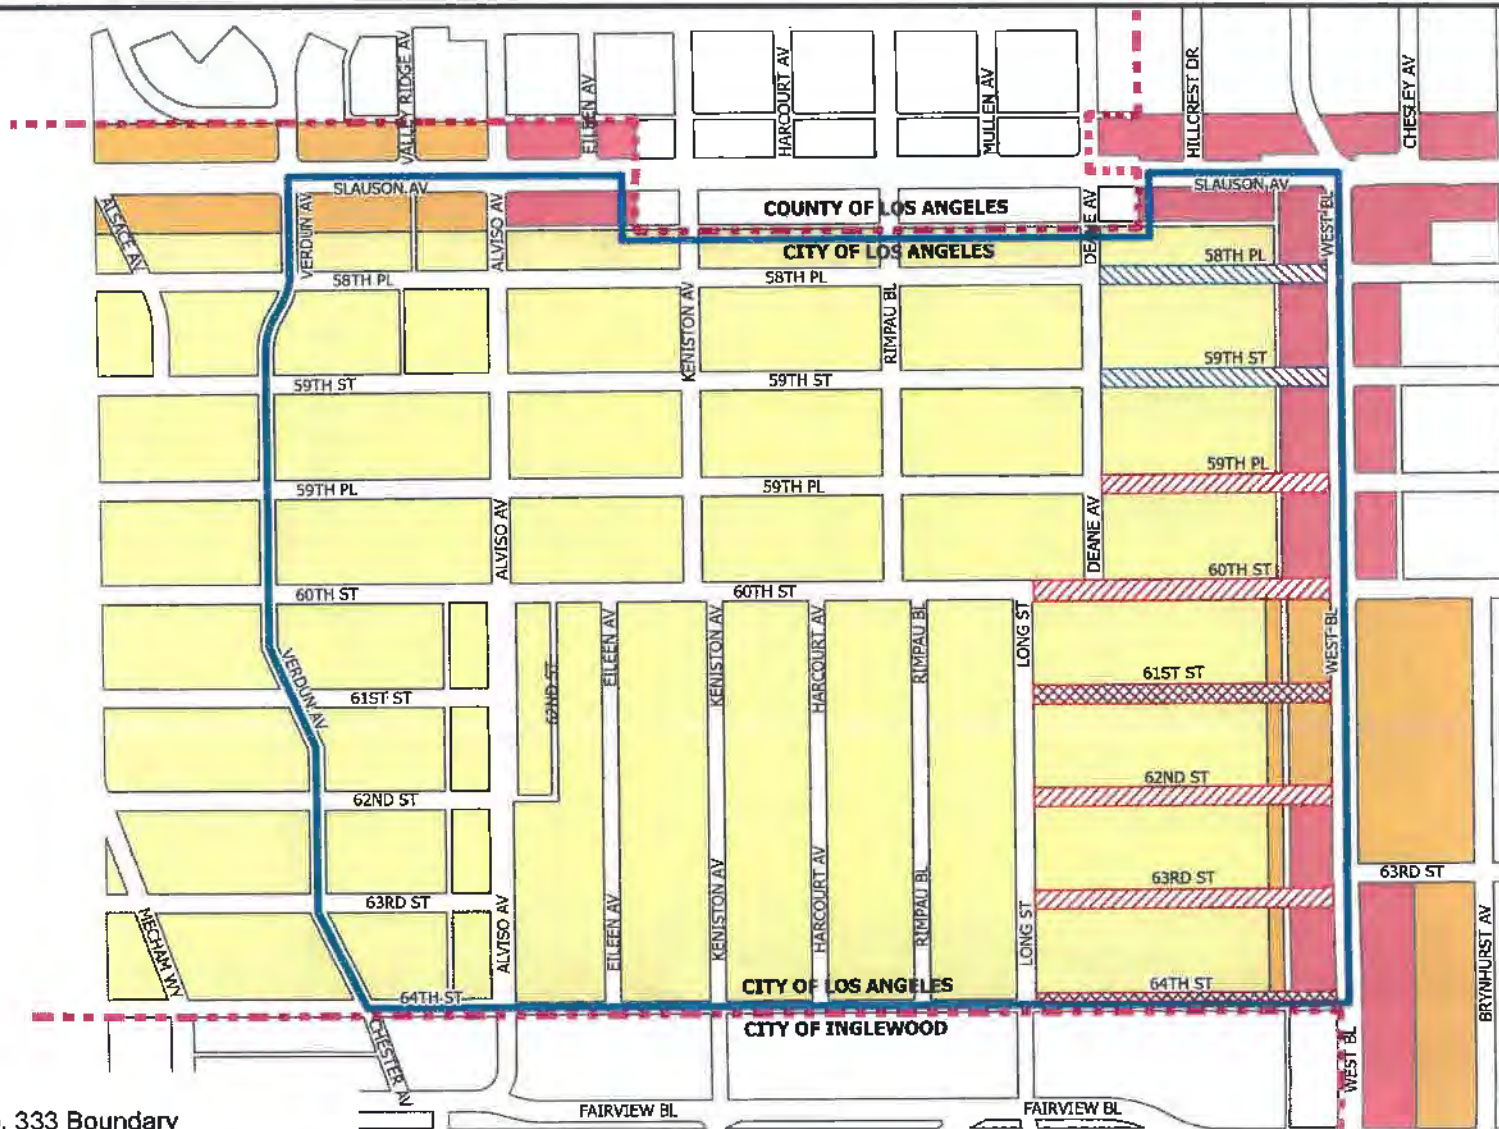 VALLEY RIDGE AV
EILEEN AV
HARCOURT AV
MULLEN AV
HILLCREST DR
CHESLEY AV
SLAUSON AV
SLAUSON AV
ALSACE AV
VERDUN AV
ALVISO AV
COUNTY OF LOS ANGELES
DEANE AV
WEST BL
CITY OF LOS ANGELES
58TH PL
58TH PL
58TH PL
KENISTON AV
RIMPAU BL
59TH ST
59TH ST
59TH ST
59TH PL
59TH PL
59TH PL
ALVISO AV
DEANE AV
60TH ST
60TH ST
60TH ST
VERDUN AV
62ND ST
EILEEN AV
KENISTON AV
HARCOURT AV
RIMPAU BL
LONG ST
WEST BL
61ST ST
61ST ST
62ND ST
62ND ST
63RD ST
63RD ST
63RD ST
MECHAM WY
ALVISO AV
EILEEN AV
KENISTON AV
HARCOURT AV
RIMPAU BL
LONG ST
BRYNHURST AV
64TH ST
CITY OF LOS ANGELES
64TH ST
CITY OF INGLEWOOD
CHESTER AV
WEST BL
FAIRVIEW BL
FAIRVIEW BL
. 333 Boundary